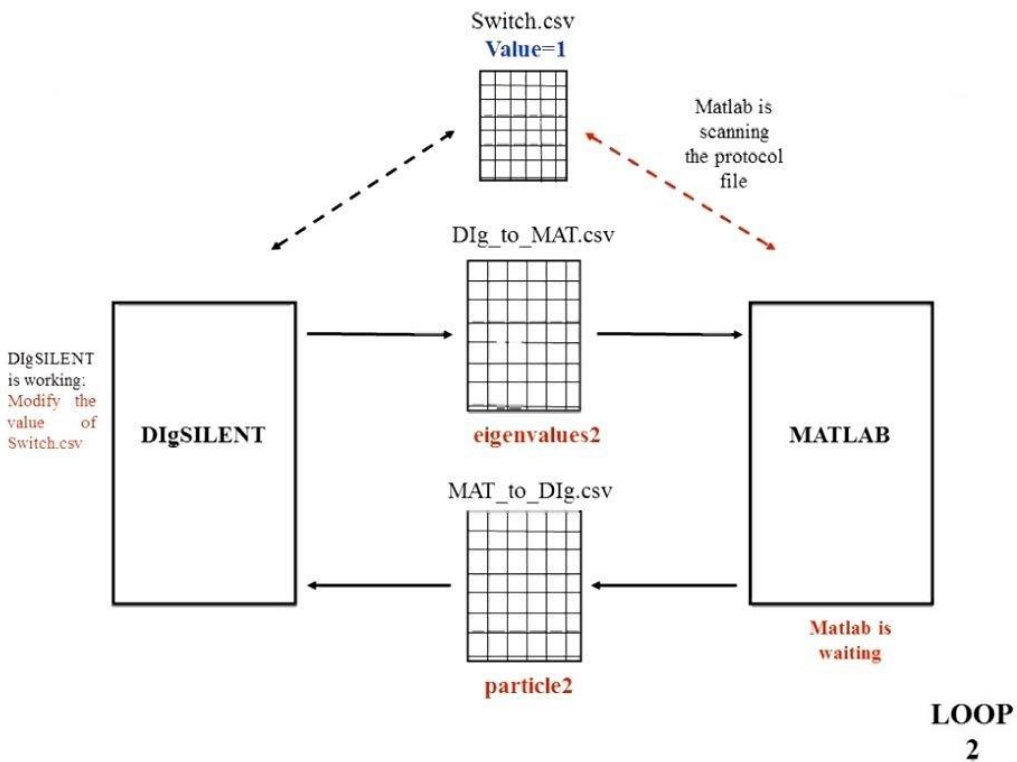 Switch.csv
Value=1
Matlab is
scanning
the protocol
file
DIg_to_MAT.csv
DIgSILENT
is working:
Modify the
value of
Switch.csv
DIgSILENT
eigenvalues2
MATLAB
MAT_to_DIg.csv
Matlab is
waiting
particle2
LOOP
2